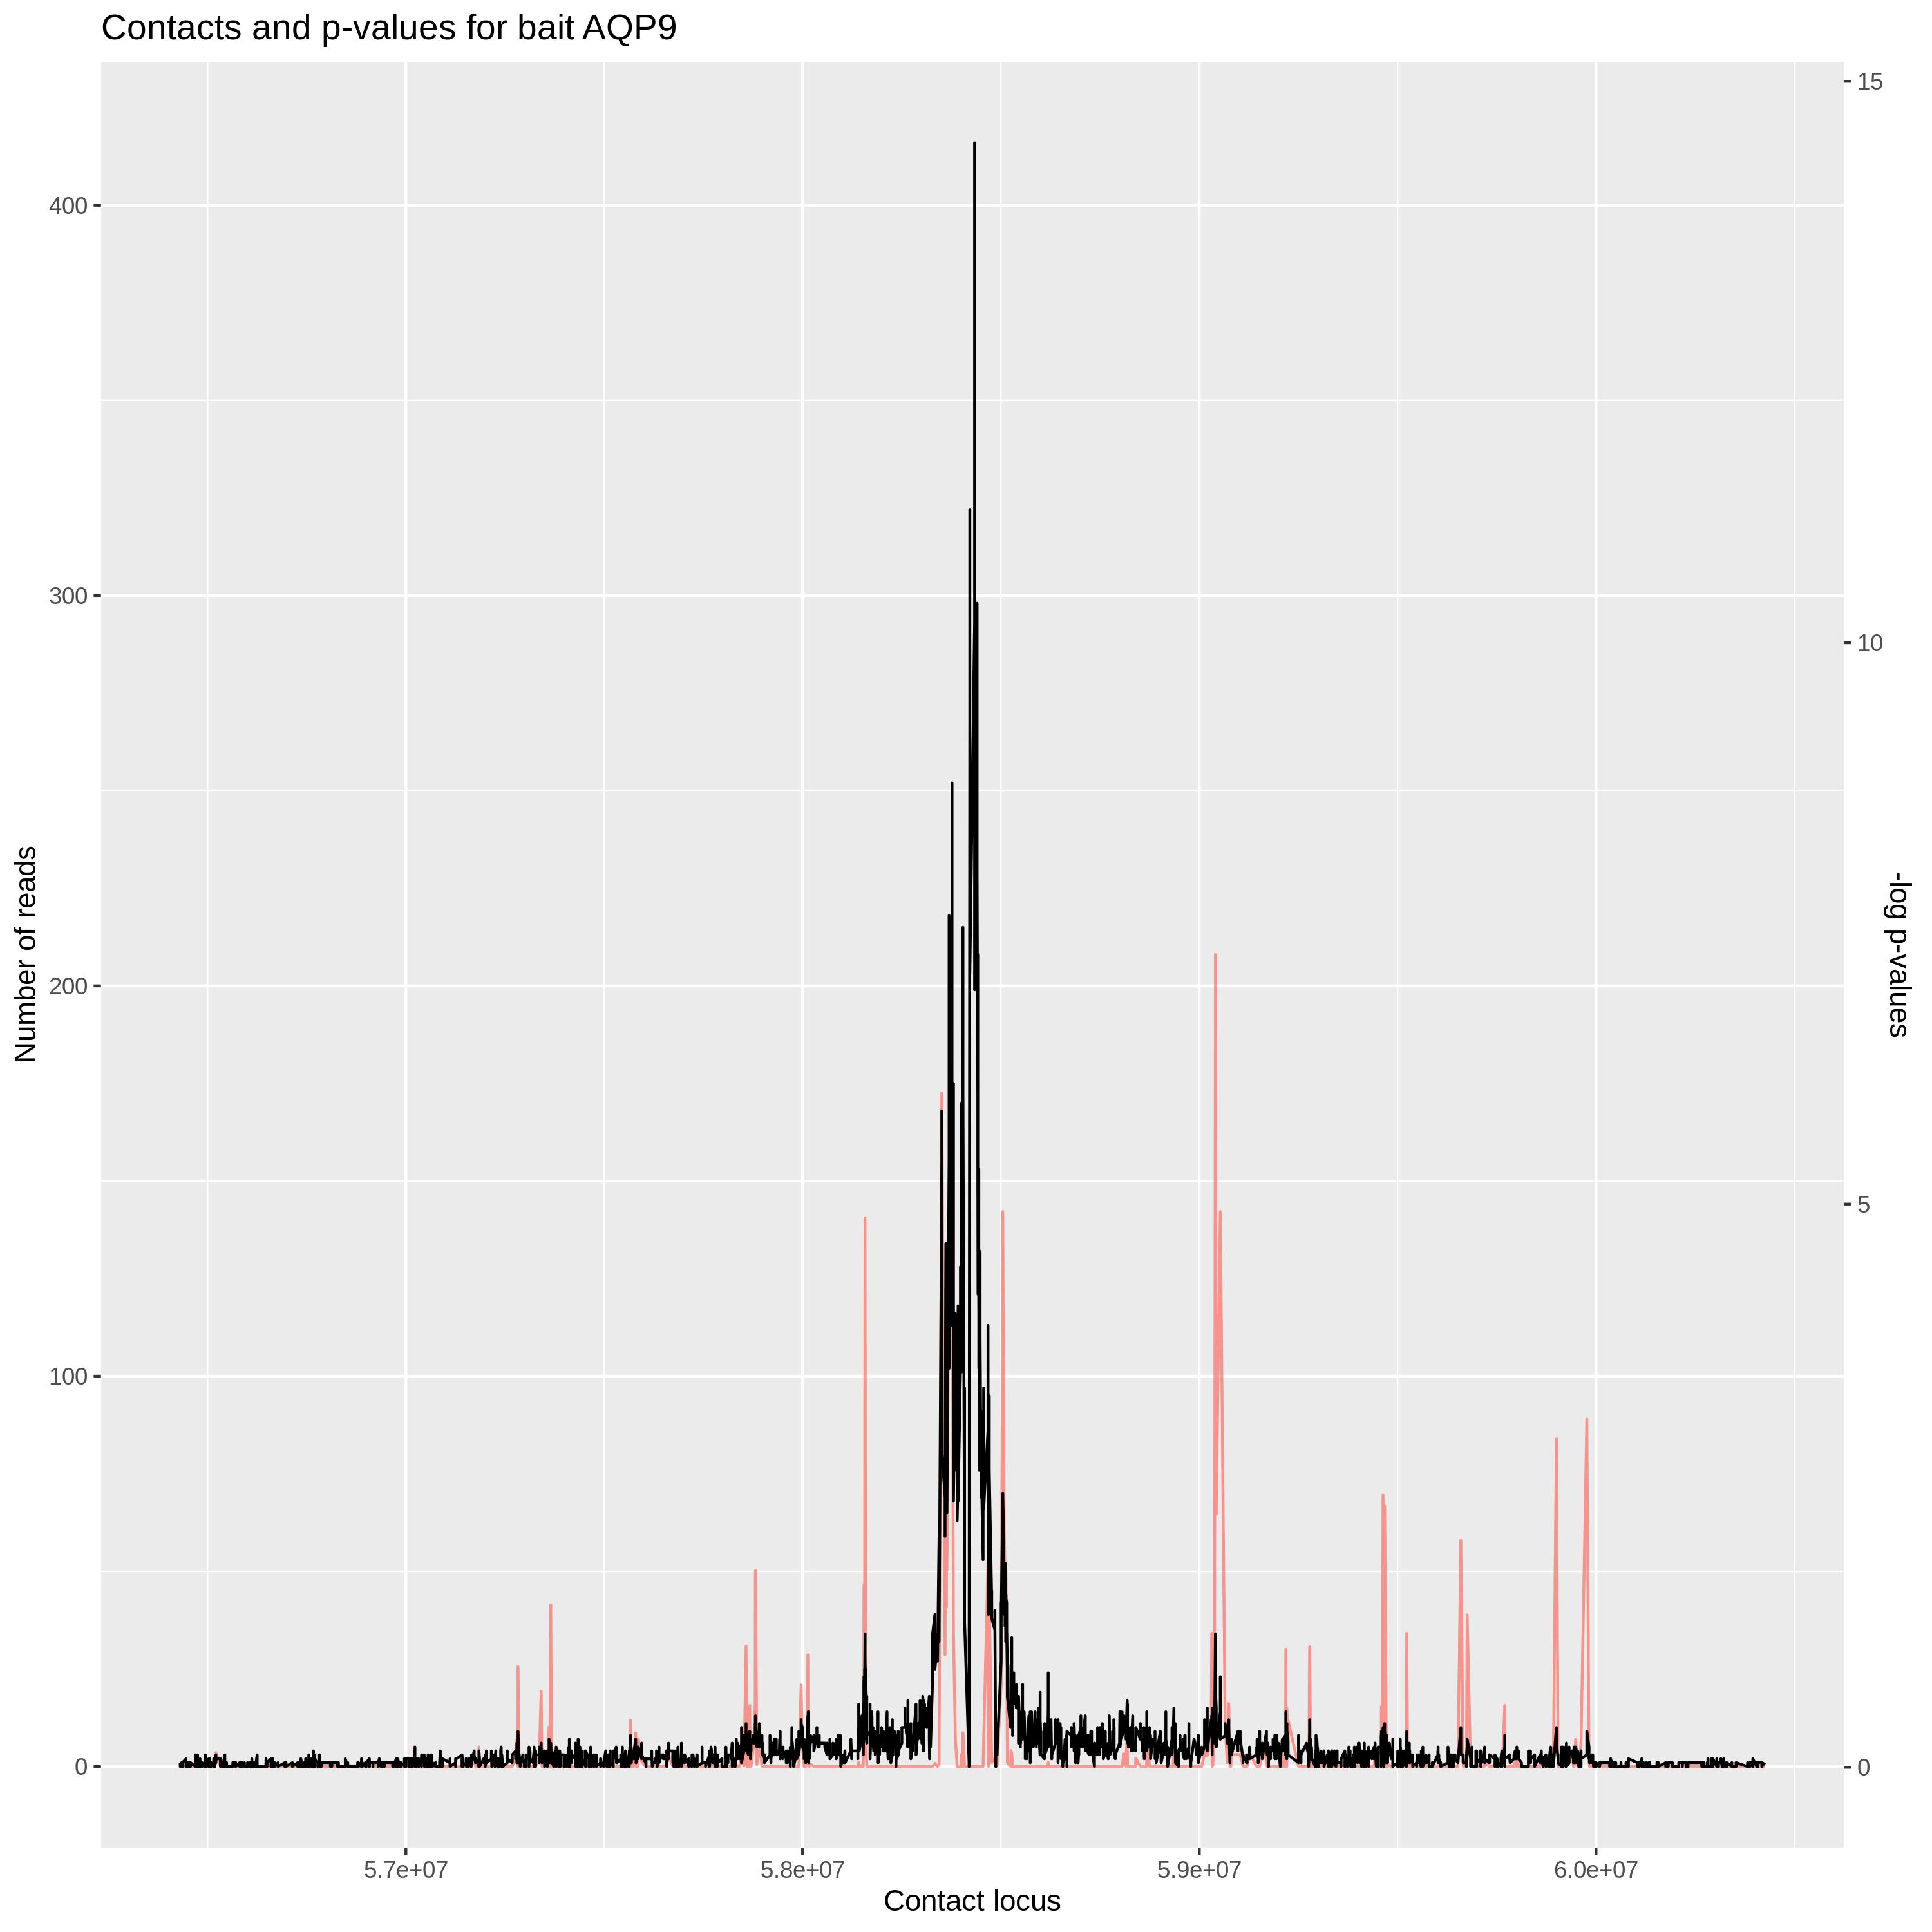 Contacts and p-values for bait AQP9
15
400
300
10
Number of reads
-log p-values
200
5
100
0
0
5.7e+07
5.8e+07
5.9e+07
6.0e+07
Contact locus